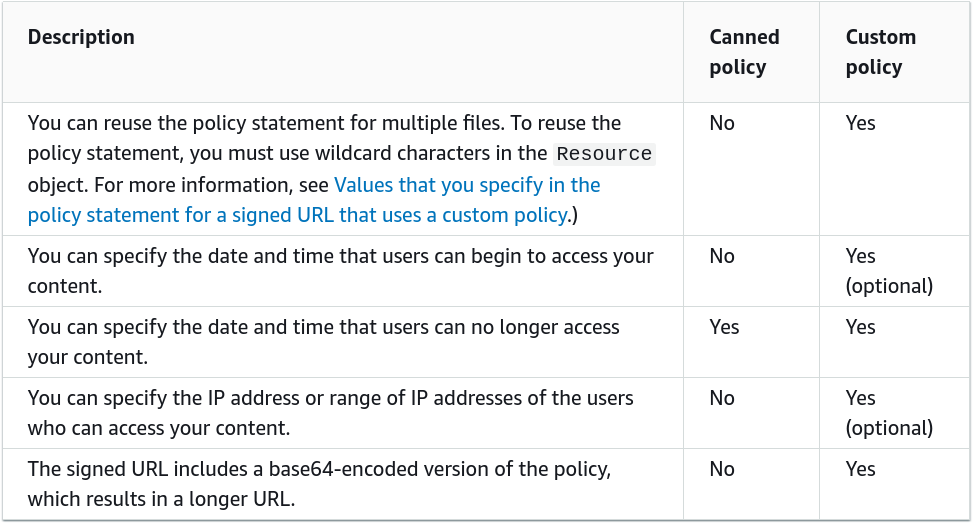 Description
Canned
policy
Custom
policy
You can reuse the policy statement for multiple files. To reuse the
policy statement, you must use wildcard characters in the Resource
object. For more information, see Values that you specify in the
policy statement for a signed URL that uses a custom policy.)
No
Yes
You can specify the date and time that users can begin to access your
content.
No
Yes
(optional)
You can specify the date and time that users can no longer access
your content.
Yes
Yes
You can specify the IP address or range of IP addresses of the users
who can access your content.
No
Yes
(optional)
The signed URL includes a base64-encoded version of the policy,
which results in a longer URL.
No
Yes